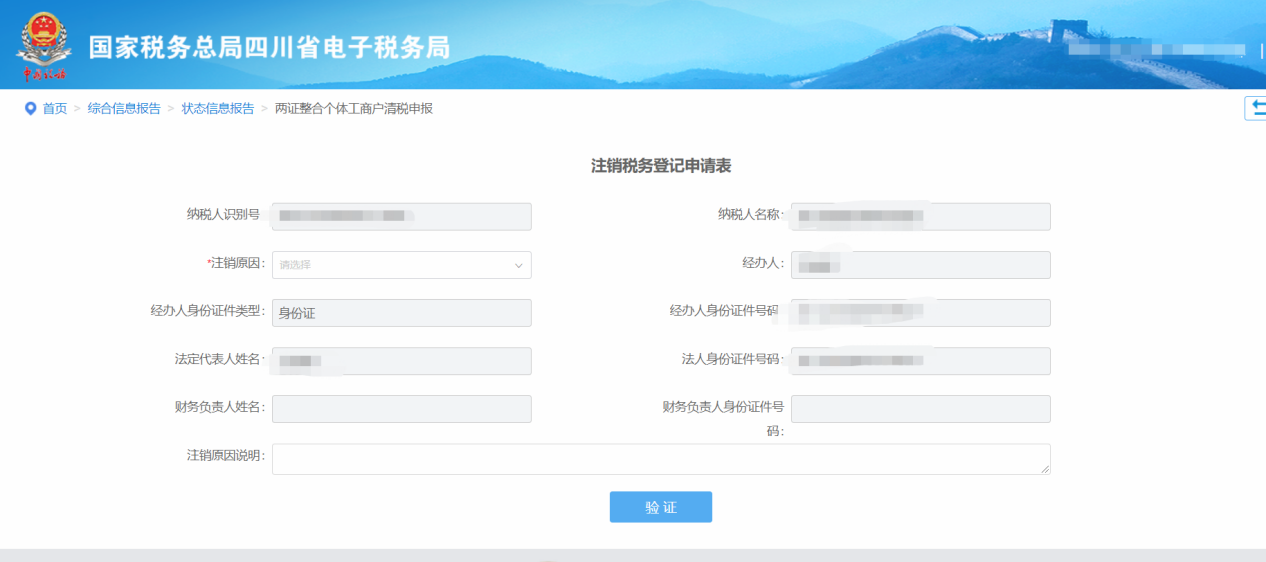 国家税务总局四川省电子税务局
中国税务
首页 > 综合信息报告 > 状态信息报告 > 两证整合个体工商户清税申报
注销税务登记申请表
纳税人识别号
纳税人名称:
*注销原因: 请选择
经办人:
经办人身份证件类型: 身份证
经办人身份证件号码
法定代表人姓名:
法人身份证件号码:
财务负责人姓名:
财务负责人身份证件号
码:
注销原因说明:
验 证